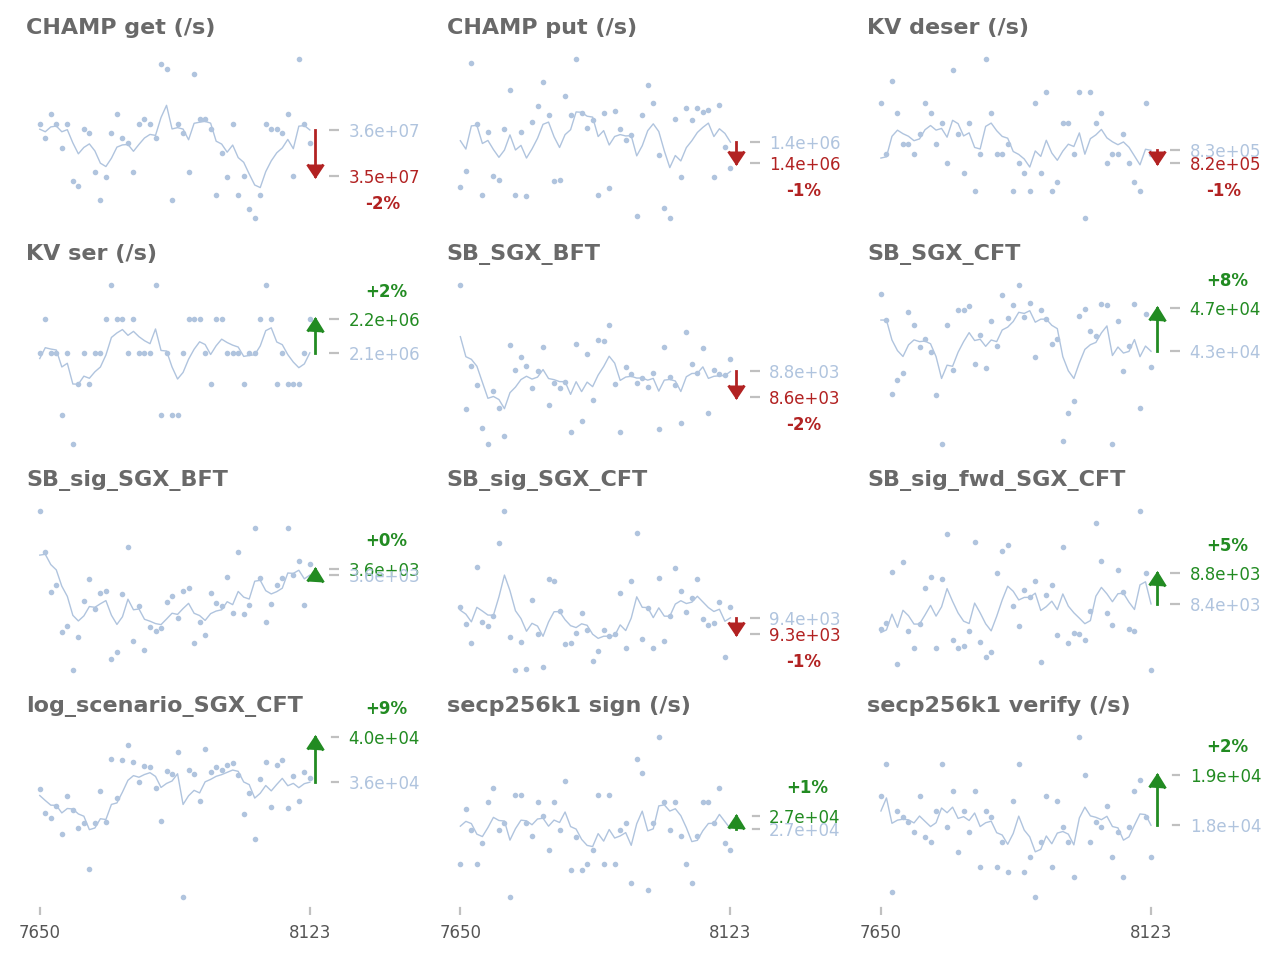 CHAMP get (/s)
3.6e+07
3.5e+07
-2%
CHAMP put (/s)
1.4e+06
1.4e+06
-1%
KV deser (/s)
8.3e+05
8.2e+05
-1%
KV ser (/s)
+2%
2.2e+06
2.1e+06
SB_SGX_BFT
8.8e+03
8.6e+03
-2%
SB_SGX_CFT
+8%
4.7e+04
4.3e+04
SB_sig_SGX_BFT
+0%
3.6e+03
3.6e+03
SB_sig_SGX_CFT
9.4e+03
9.3e+03
-1%
SB_sig_fwd_SGX_CFT
+5%
8.8e+03
8.4e+03
log_scenario_SGX_CFT
+9%
4.0e+04
3.6e+04
secp256k1 sign (/s)
+1%
2.7e+04
2.7e+04
secp256k1 verify (/s)
+2%
1.9e+04
1.8e+04
7650 8123
7650 8123
7650 8123